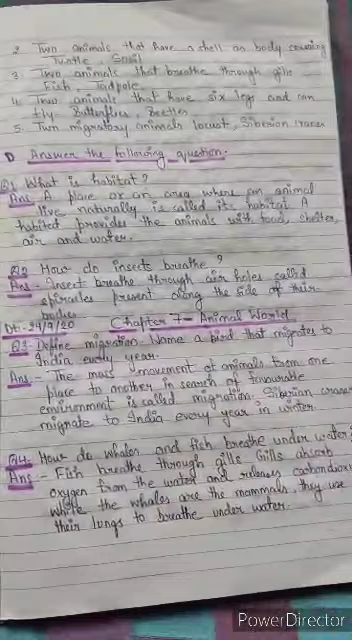 2. Two animals that have a shell on body covering
Turtle, Snail
3. Two animals that breathe through gills
Fish, Tadpole
4. Two animals that have six legs and can
fly- Butterflies, Beetles
5. Two migratory animals locust, Siberian cranes
D Answer the following question.
Q1 What is habitat?
Ans A place or an area where an animal
live naturally is called its habitat A
habited provides the animals with food, shelter,
air and water.
Q2 How do insects breathe?
Ans - Insect breathe through air holes called
spiracles present along the side of their
bodies
Dt:- 24/9/20 Chapter 7- Animal World
Q3- Define migration. Name a bird that migrates to
India every year.
Ans:- The mass movement of animals from one
place to another in search of favourable
environment is called migration. Siberian cranes
migrate to India every year in winter.
Q4. How do whales and fish breathe under water?
Ans - Fish breathe through gills Gills absorb
oxygen from the water and releases carbondioxi
While the whales are the mammals, they use
their lungs to breathe under water.
PowerDirector